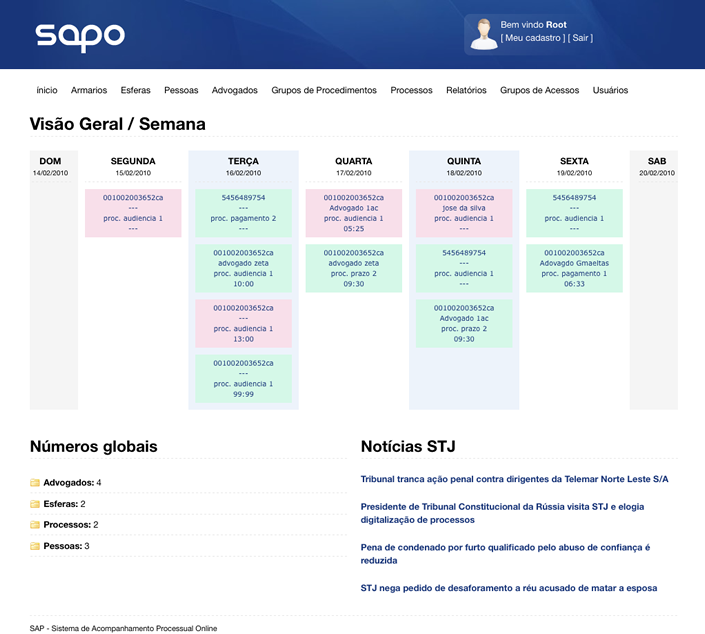 sapo
Bem vindo Root
[ Meu cadastro ] [ Sair ]
ínicio Armarios Esferas Pessoas Advogados Grupos de Procedimentos Processos Relatórios Grupos de Acessos Usuários
Visão Geral / Semana
DOM
14/02/2010
SEGUNDA
15/02/2010
001002003652ca
---
proc. audiencia 1
---
TERÇA
16/02/2010
5456489754
---
proc. pagamento 2
---
001002003652ca
advogado zeta
proc. audiencia 1
10:00
001002003652ca
---
proc. audiencia 1
13:00
001002003652ca
---
proc. audiencia 1
99:99
QUARTA
17/02/2010
001002003652ca
Advogado 1ac
proc. audiencia 1
05:25
001002003652ca
advogado zeta
proc. prazo 2
09:30
QUINTA
18/02/2010
001002003652ca
jose da silva
proc. audiencia 1
---
5456489754
---
proc. audiencia 1
---
001002003652ca
Advogado 1ac
proc. prazo 2
09:30
SEXTA
19/02/2010
5456489754
---
proc. audiencia 1
---
001002003652ca
Adovagdo Gmaeltas
proc. pagamento 1
06:33
SAB
20/02/2010
Números globais
Advogados: 4
Esferas: 2
Processos: 2
Pessoas: 3
Notícias STJ
Tribunal tranca ação penal contra dirigentes da Telemar Norte Leste S/A
Presidente de Tribunal Constitucional da Rússia visita STJ e elogia
digitalização de processos
Pena de condenado por furto qualificado pelo abuso de confiança é
reduzida
STJ nega pedido de desaforamento a réu acusado de matar a esposa
SAP - Sistema de Acompanhamento Processual Online